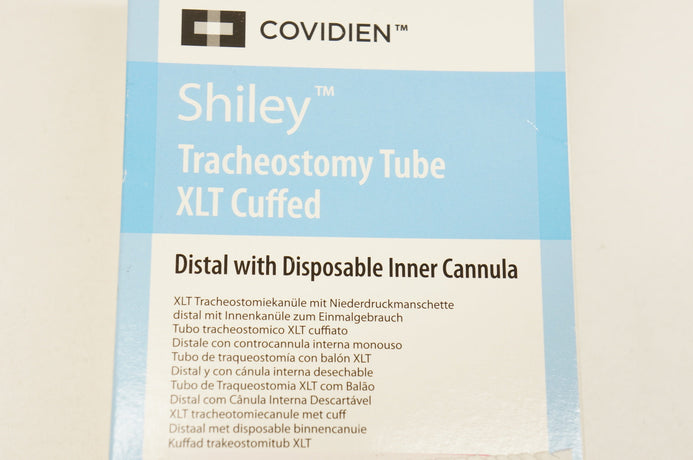 COVIDIEN™
Shiley™
Tracheostomy Tube
XLT Cuffed
Distal with Disposable Inner Cannula
XLT Tracheostomiekanüle mit Niederdruckmanschette
distal mit Innenkanüle zum Einmalgebrauch
Tubo tracheostomico XLT cuffiato
Distale con controcannula interna monouso
Tubo de traqueostomía con balón XLT
Distal y con cánula interna desechable
Tubo de Traqueostomia XLT com Balão
Distal com Cânula Interna Descartável
XLT tracheotomiecanule met cuff
Distaal met disposable binnencanule
Kuffad trakeostomitub XLT